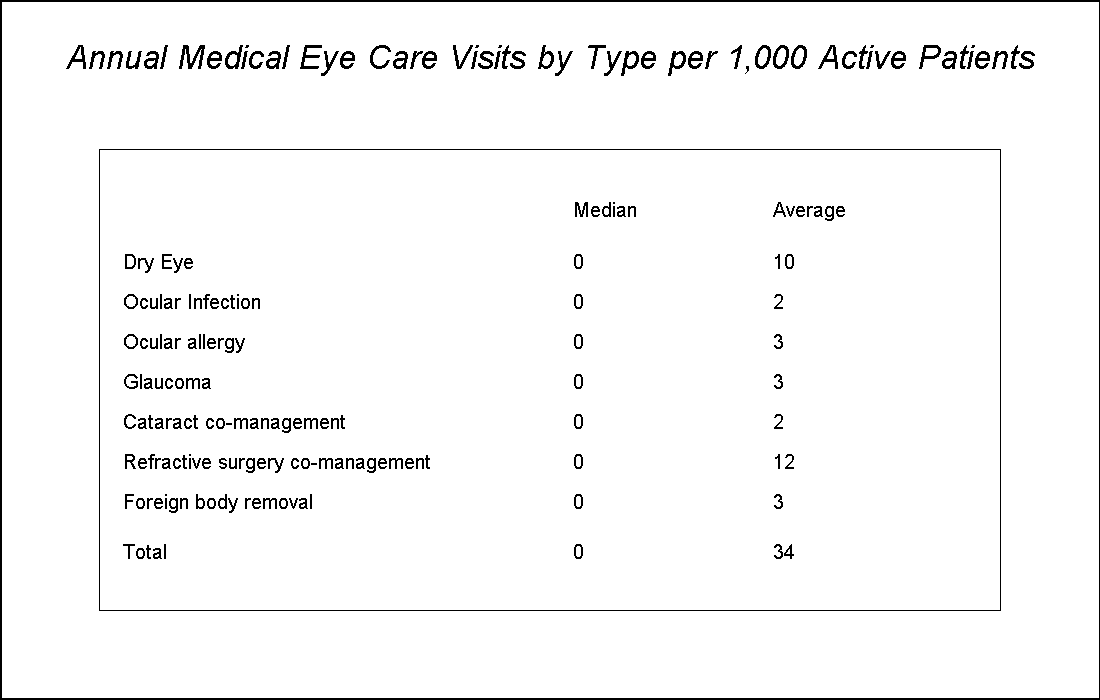 Annual Medical Eye Care Visits by Type per 1,000 Active Patients
Median Average
Dry Eye 0 10
Ocular Infection 0 2
Ocular allergy 0 3
Glaucoma 0 3
Cataract co-management 0 2
Refractive surgery co-management 0 12
Foreign body removal 0 3
Total 0 34